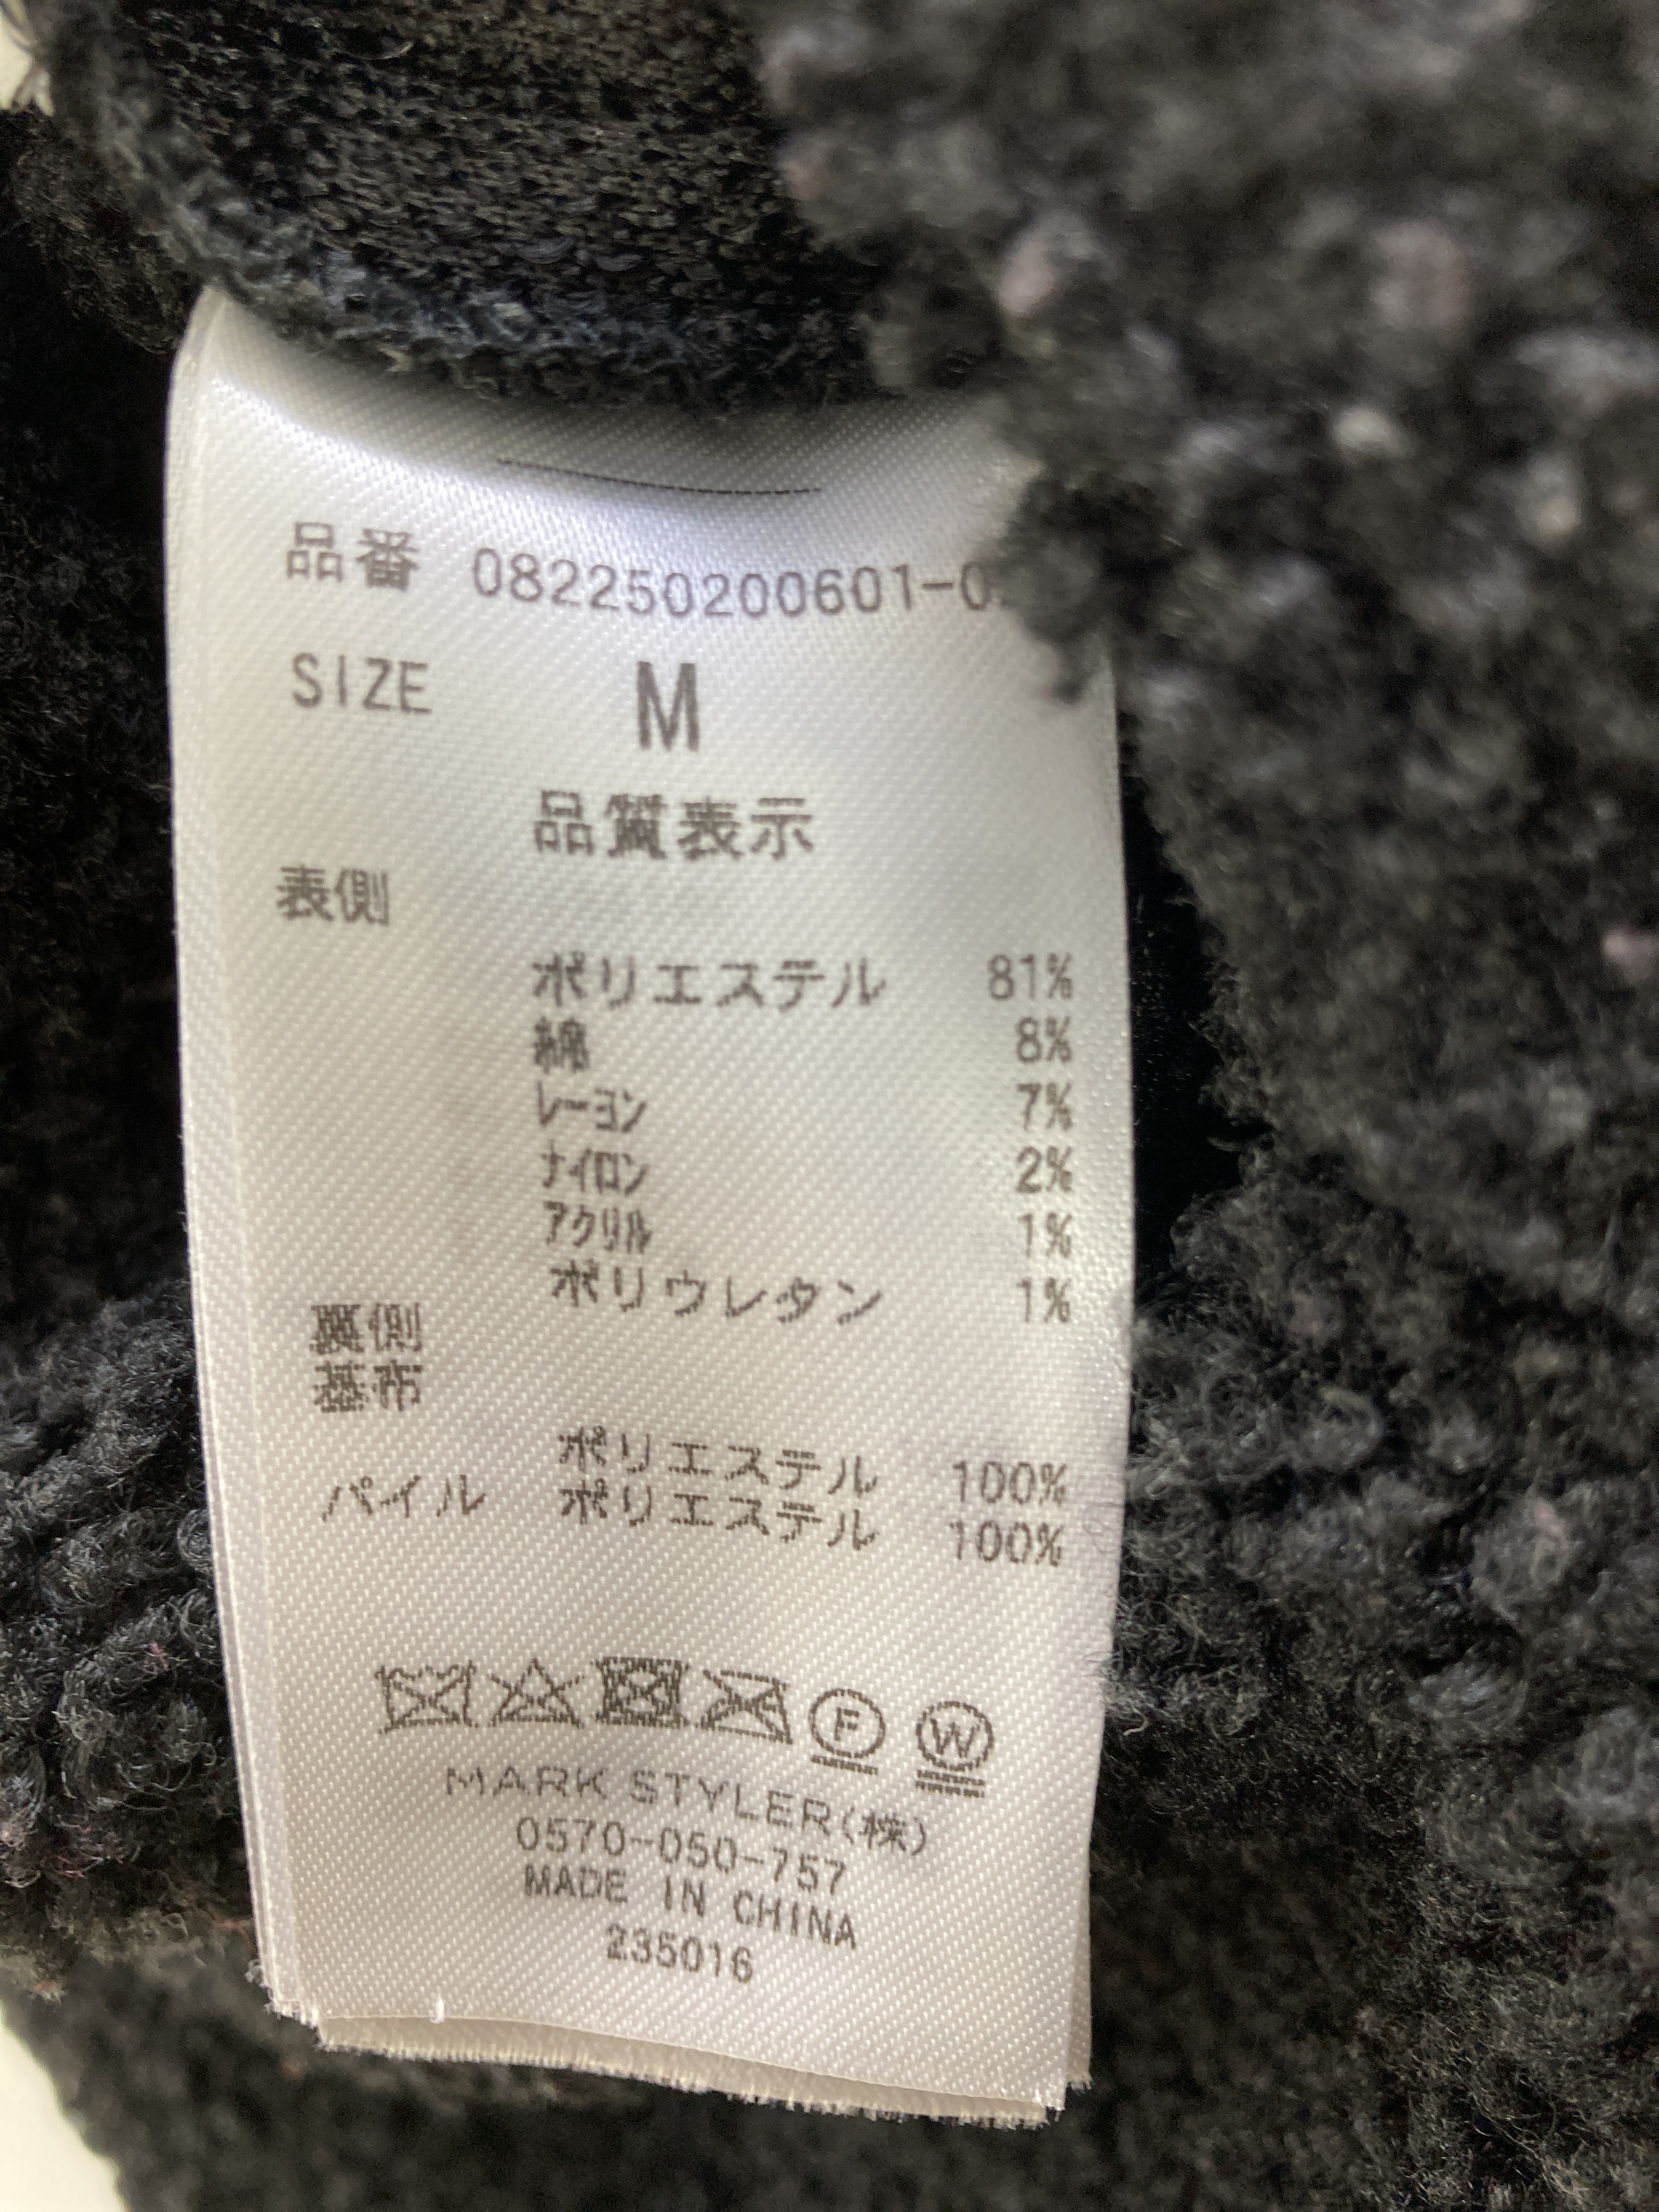 品番 082250200601-0
SIZE M
品質表示
表側
ポリエステル 81%
綿 8%
レーヨン 7%
ナイロン 2%
アクリル 1%
ポリウレタン 1%
裏側
基布
ポリエステル 100%
パイル ポリエステル 100%
F W
MARK STYLER(株)
0570-050-757
MADE IN CHINA
235016